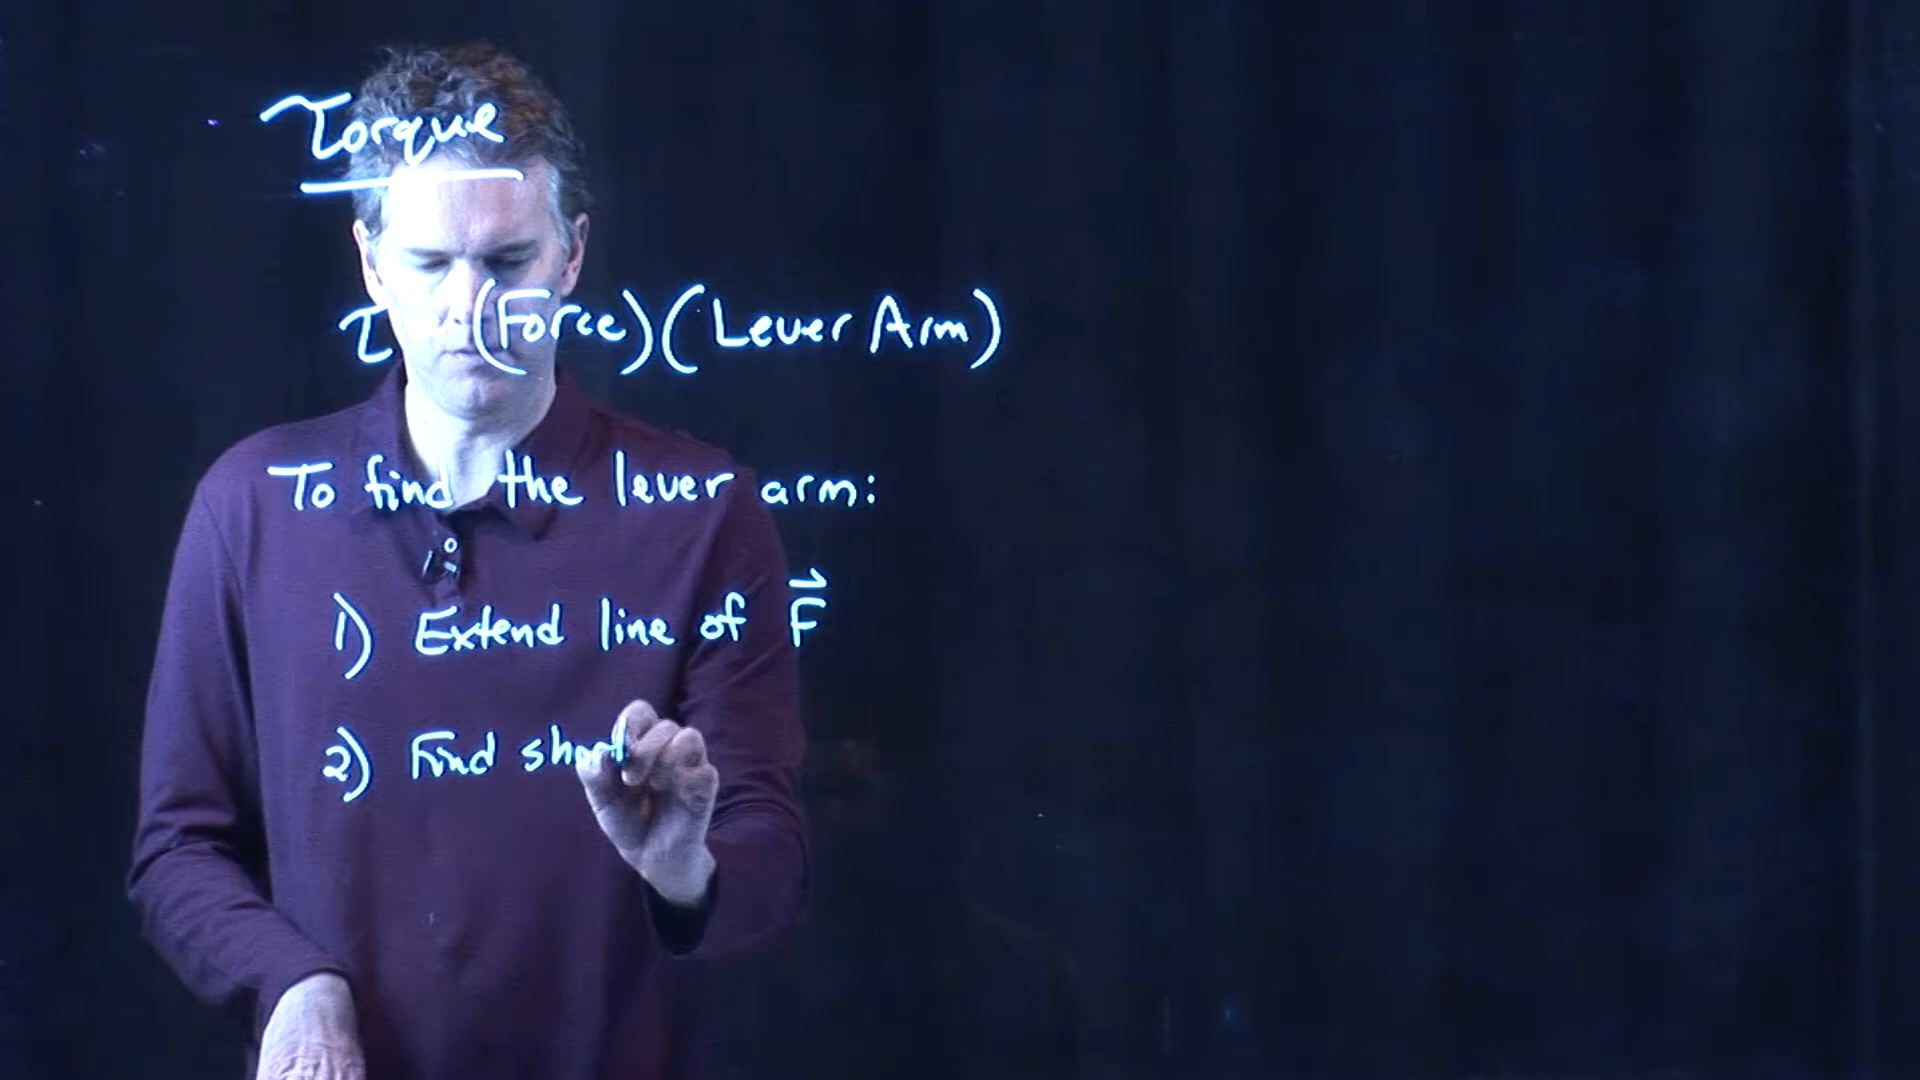 Torque
τ = (Force)(Lever Arm)
To find the lever arm:
1) Extend line of F⃗
2) Find short